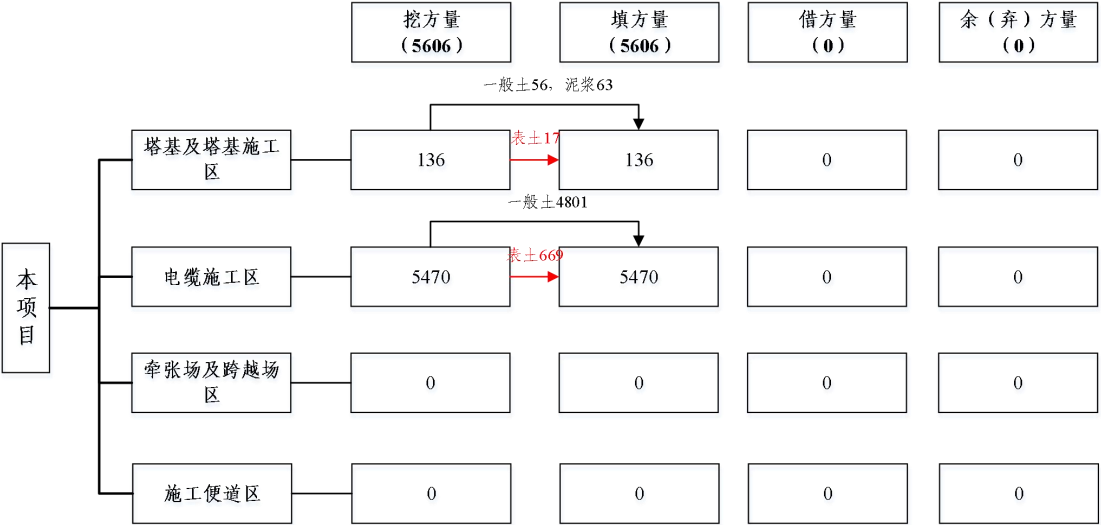 挖方量
（5606）
填方量
（5606）
借方量
（0）
余（弃）方量
（0）
一般土56，泥浆63
塔基及塔基施工
区
136
表土17
136
0
0
一般土4801
本
项
目
电缆施工区
5470
表土669
5470
0
0
牵张场及跨越场
区
0
0
0
0
施工便道区
0
0
0
0